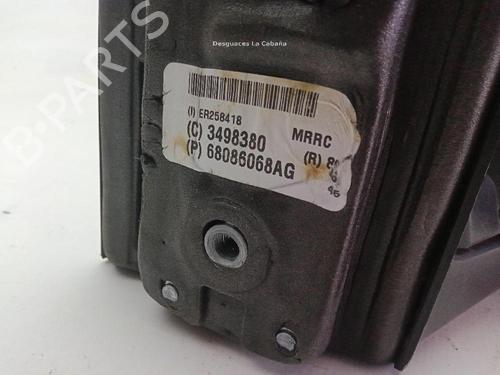 Desguaces La Cabaña
B-PARTS
(I) ER258418
(C) 3498380 MRRC
(P) 68086068AG (R)